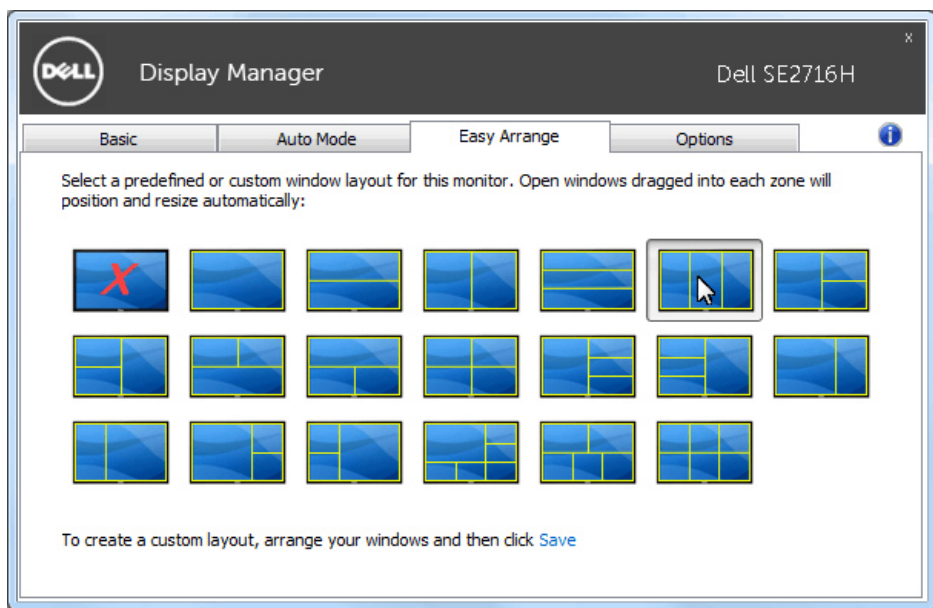 x
DELL
Display Manager
Dell SE2716H
Basic
Auto Mode
Easy Arrange
Options
i
Select a predefined or custom window layout for this monitor. Open windows dragged into each zone will
position and resize automatically:
X
To create a custom layout, arrange your windows and then click Save